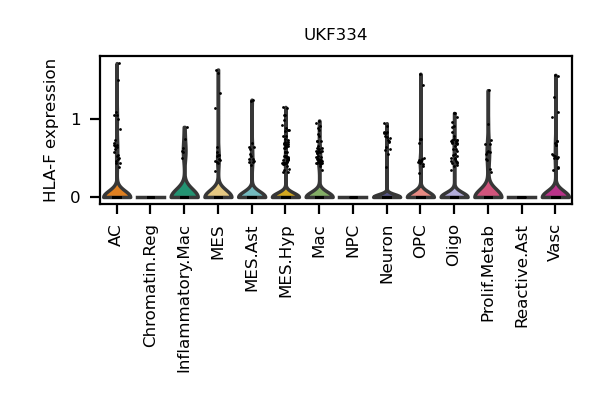 UKF334
HLA-F expression
1
0
AC
Chromatin.Reg
Inflammatory.Mac
MES
MES.Ast
MES.Hyp
Mac
NPC
Neuron
OPC
Oligo
Prolif.Metab
Reactive.Ast
Vasc